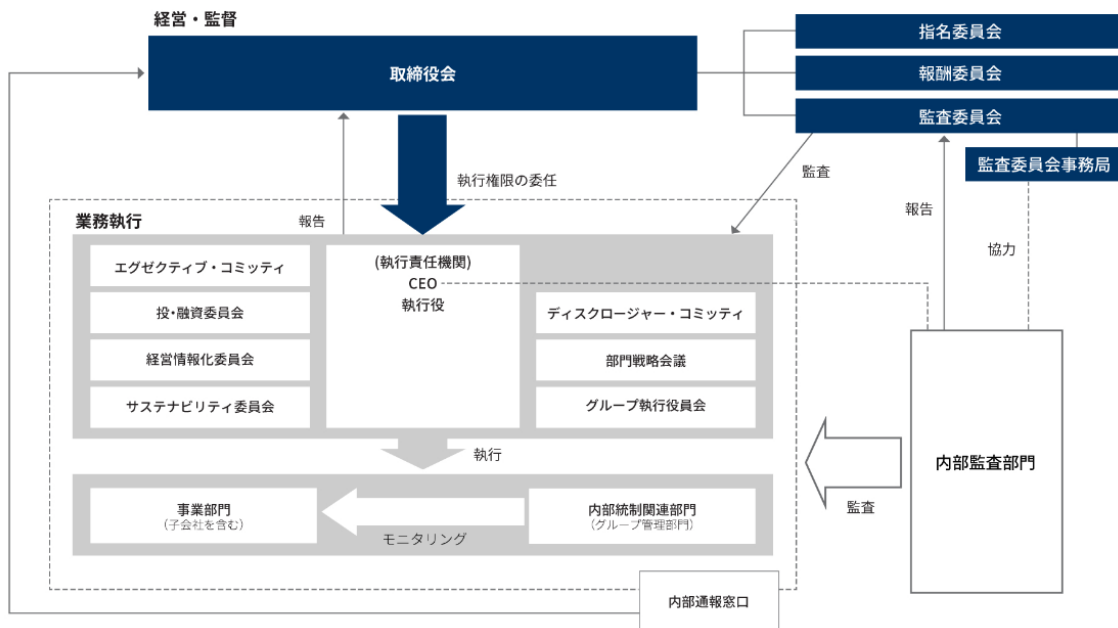 経営・監督
取締役会
指名委員会
報酬委員会
監査委員会
監査委員会事務局
執行権限の委任
監査
報告
協力
業務執行
報告
エグゼクティブ・コミッティ
投・融資委員会
経営情報化委員会
サステナビリティ委員会
(執行責任機関)
CEO
執行役
ディスクロージャー・コミッティ
部門戦略会議
グループ執行役員会
執行
内部監査部門
監査
事業部門
(子会社を含む)
モニタリング
内部統制関連部門
(グループ管理部門)
内部通報窓口